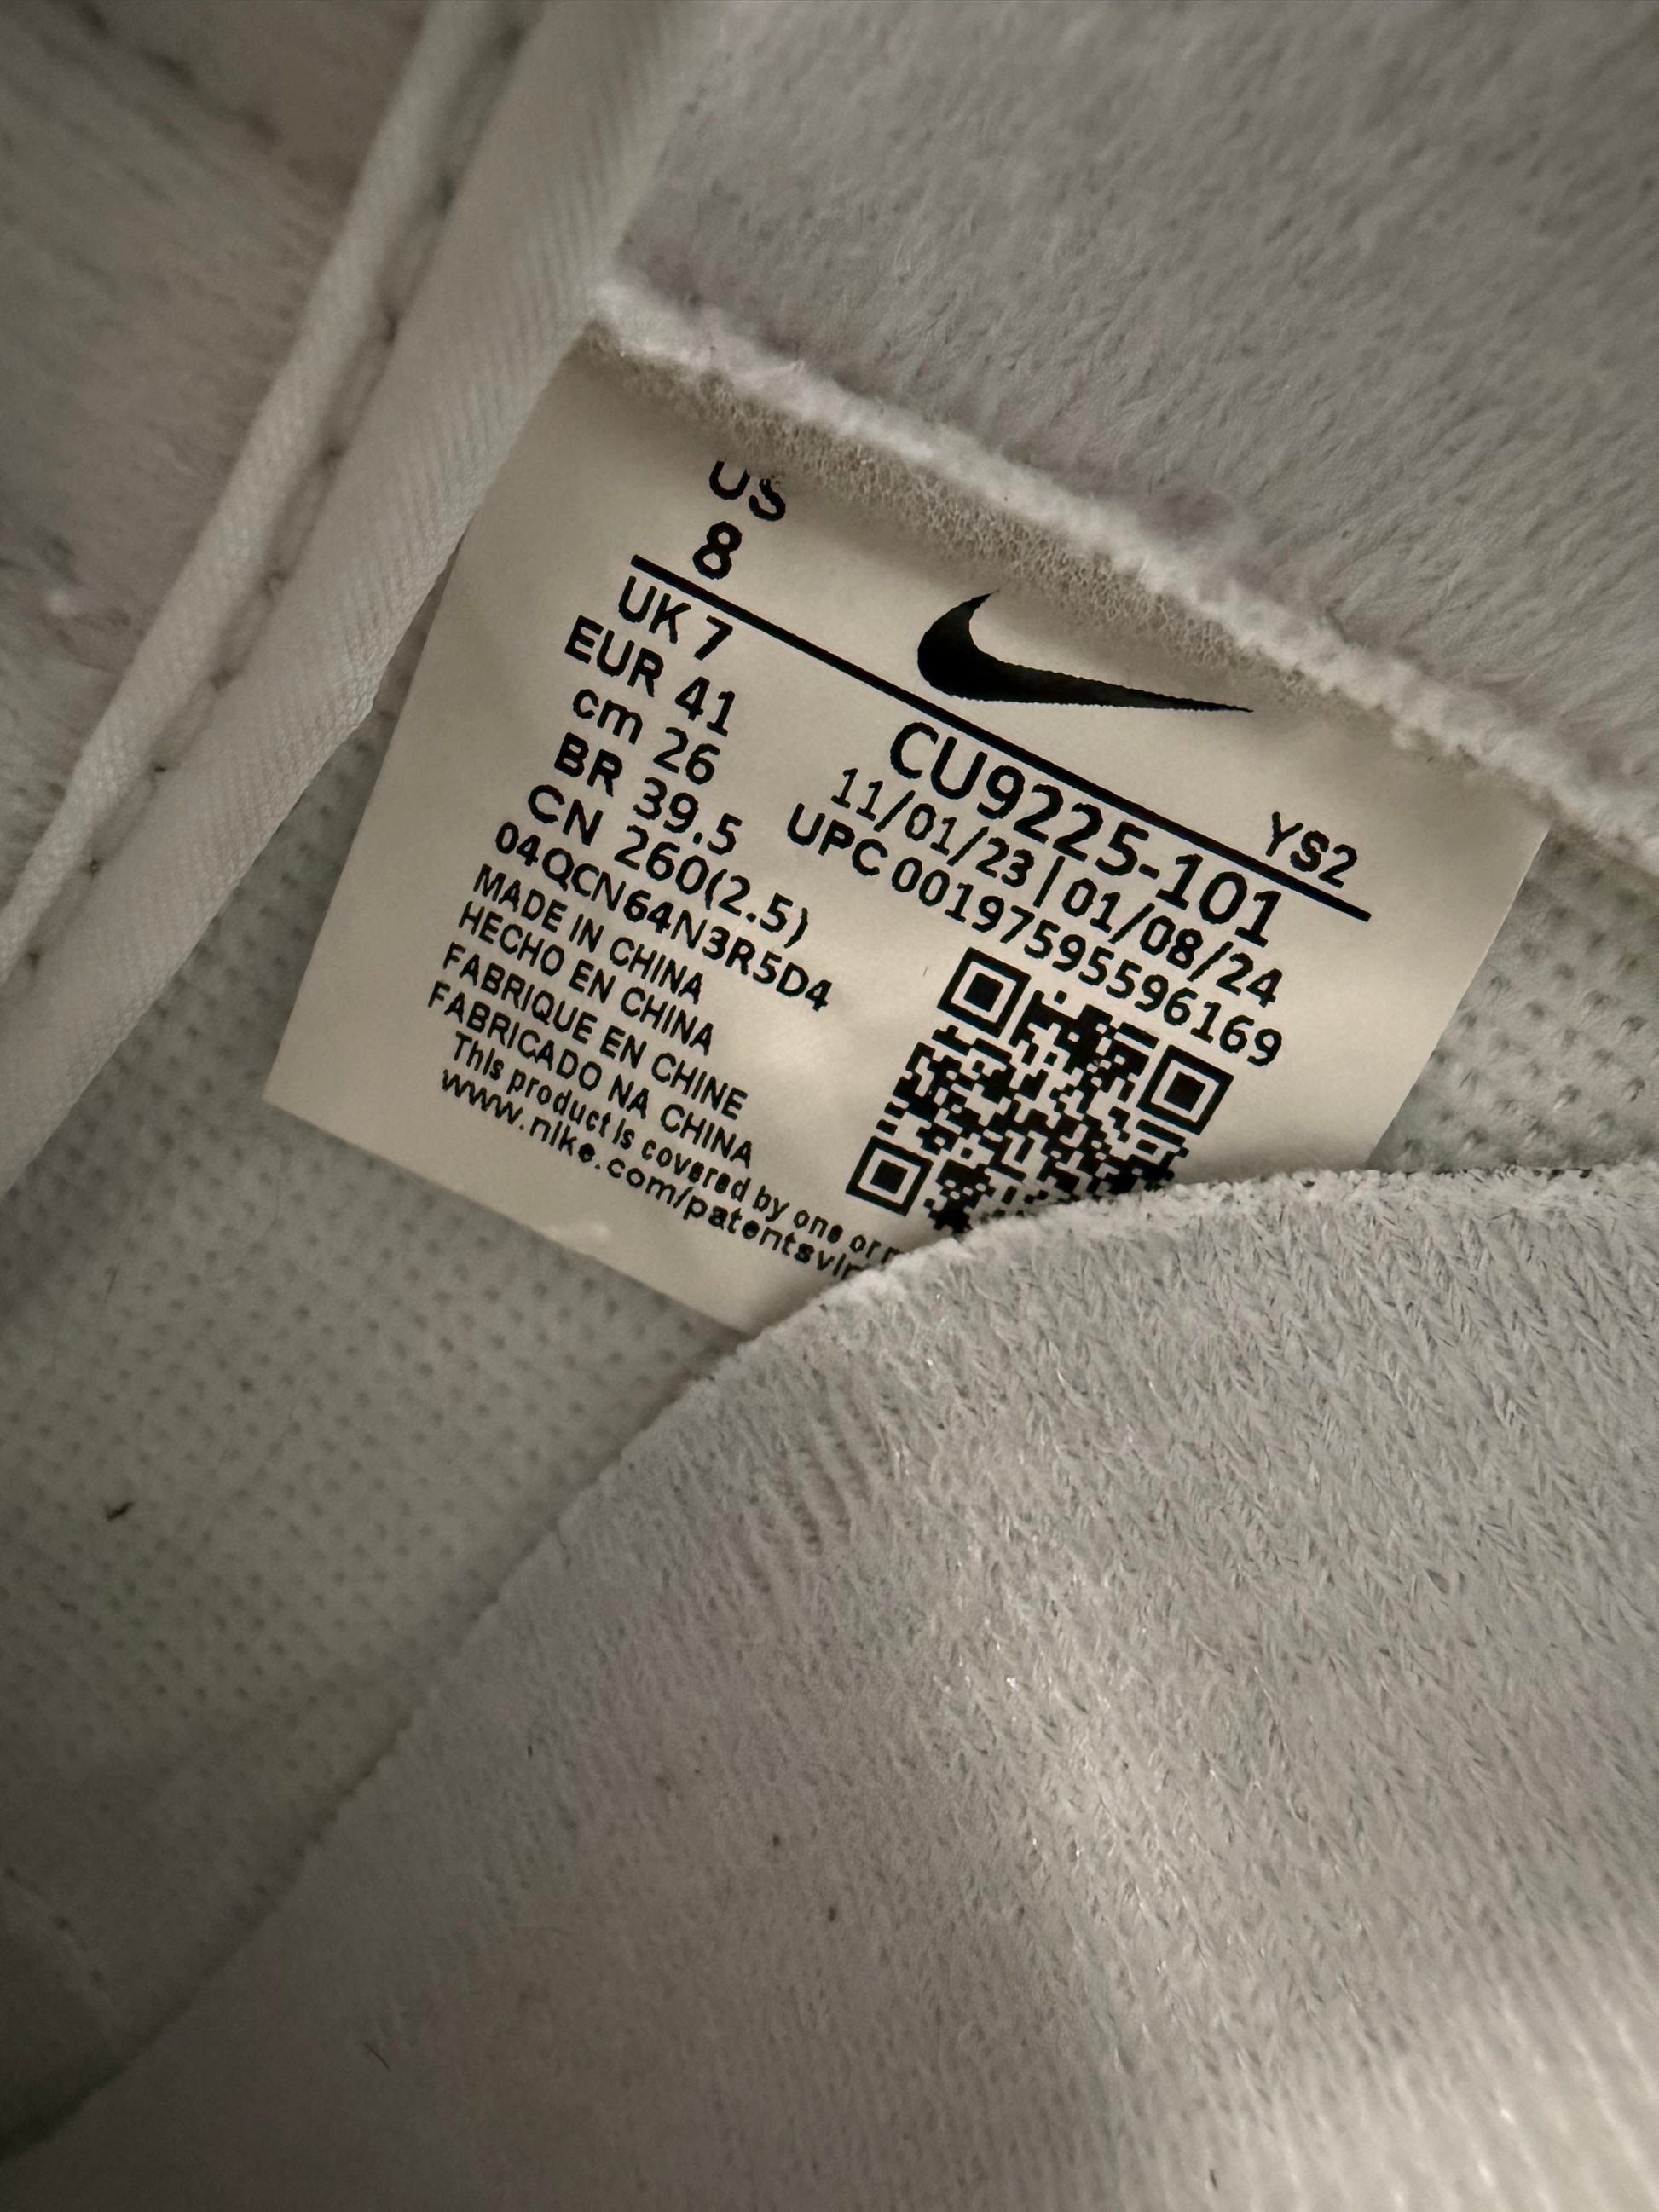 US
8
YS2
UK 7
EUR 41
cm 26
BR 39.5
CN 260(2.5)
04QCN64N3R5D4
MADE IN CHINA
HECHO EN CHINA
FABRIQUE EN CHINE
FABRICADO NA CHINA
This product is covered by one or
www.nike.com/patents
CU9225-101
11/01/23 | 01/08/24
UPC 00197595596169